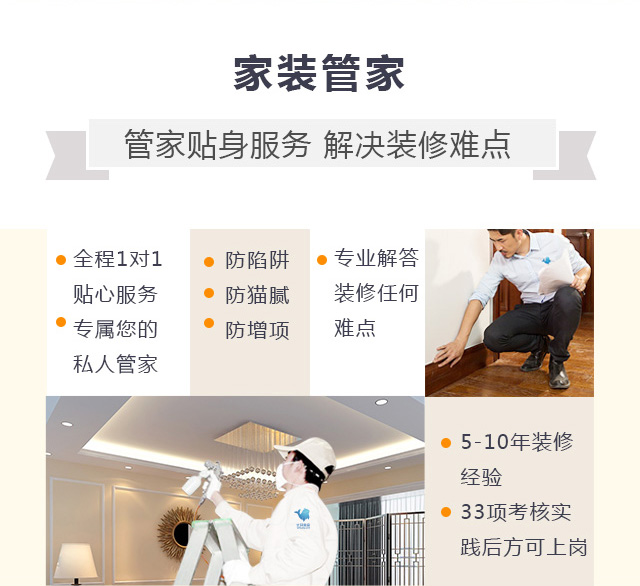 家装管家
管家贴身服务 解决装修难点
全程1对1
贴心服务
专属您的
私人管家
防陷阱
防猫腻
防增项
专业解答
装修任何
难点
5-10年装修
经验
33项考核实
践后方可上岗